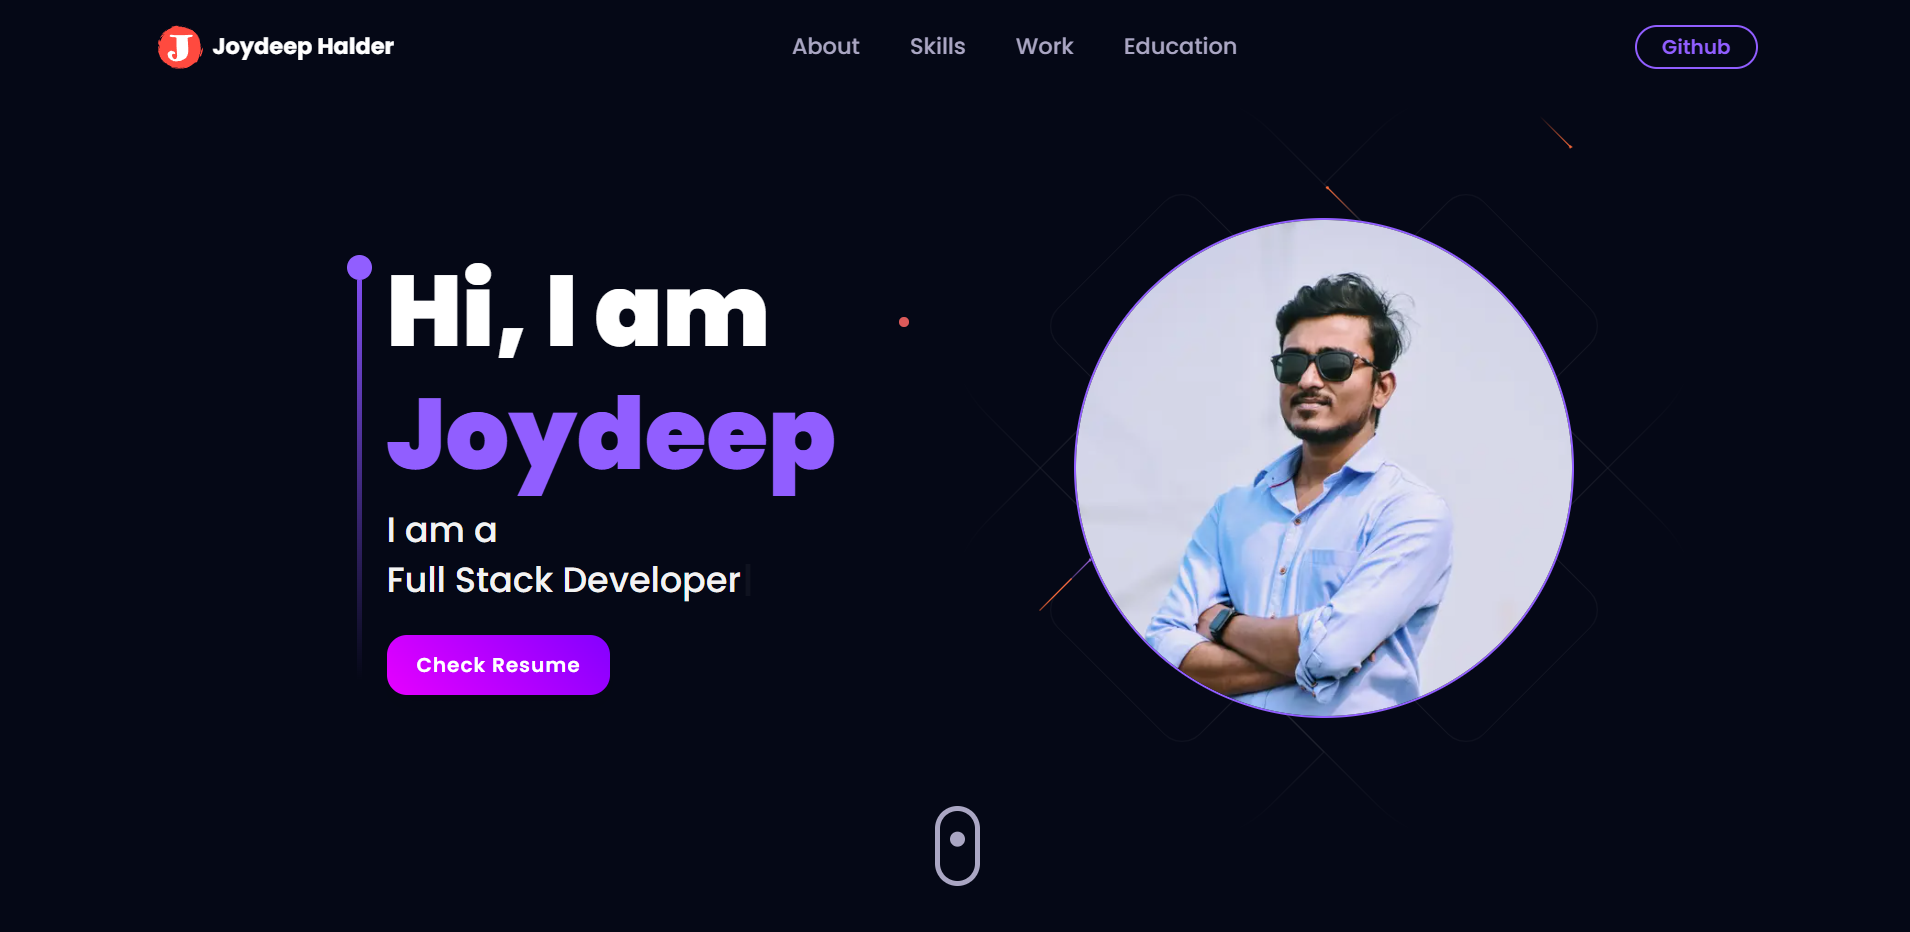 J Joydeep Halder
About Skills Work Education
Github
Hi, I am
Joydeep
I am a
Full Stack Developer
Check Resume